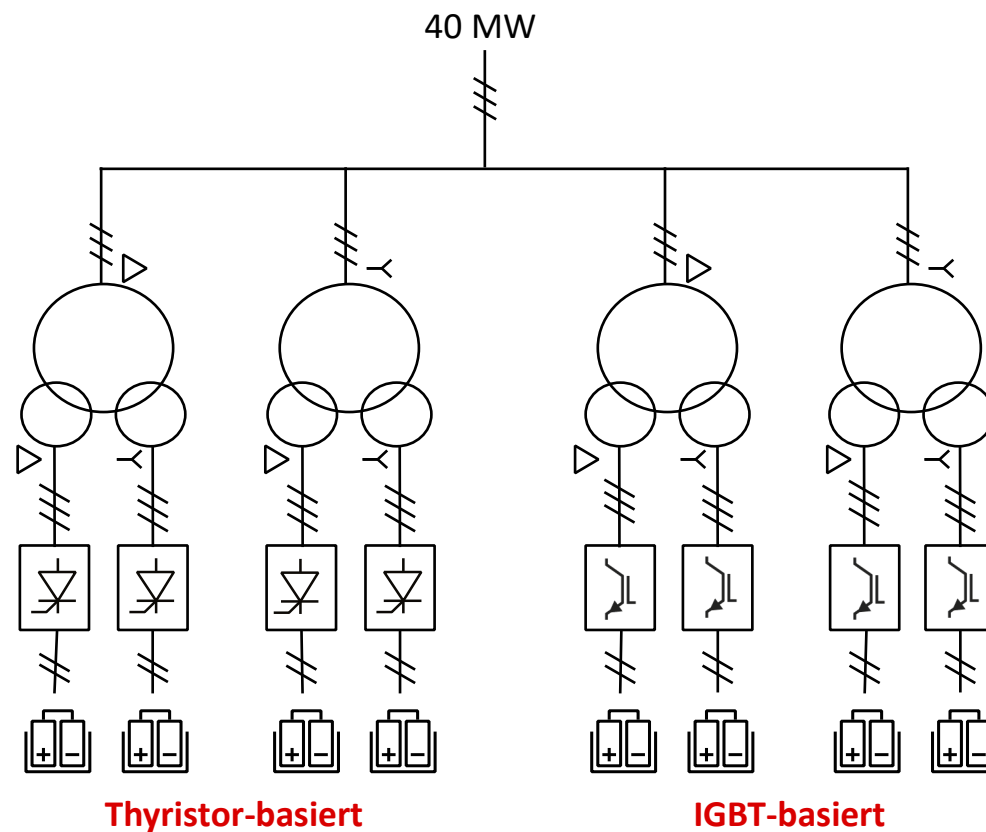 40 MW
+ − + − + − + − + − + − + − + −
Thyristor-basiert
IGBT-basiert